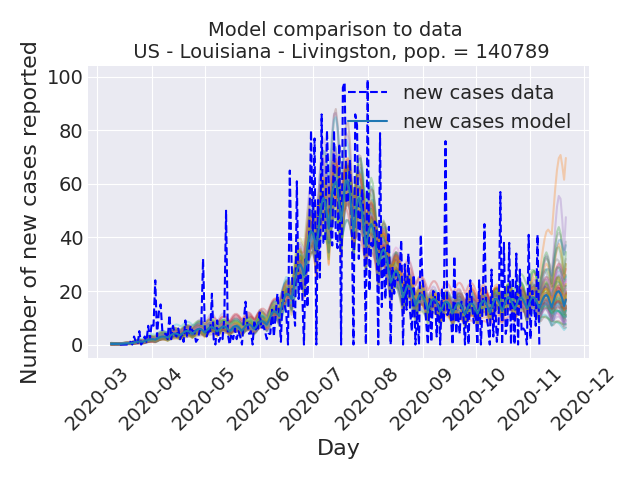 Model comparison to data
US - Louisiana - Livingston, pop. = 140789
Number of new cases reported
100
80
60
40
20
0
new cases data
new cases model
2020-03
2020-04
2020-05
2020-06
2020-07
2020-08
2020-09
2020-10
2020-11
2020-12
Day